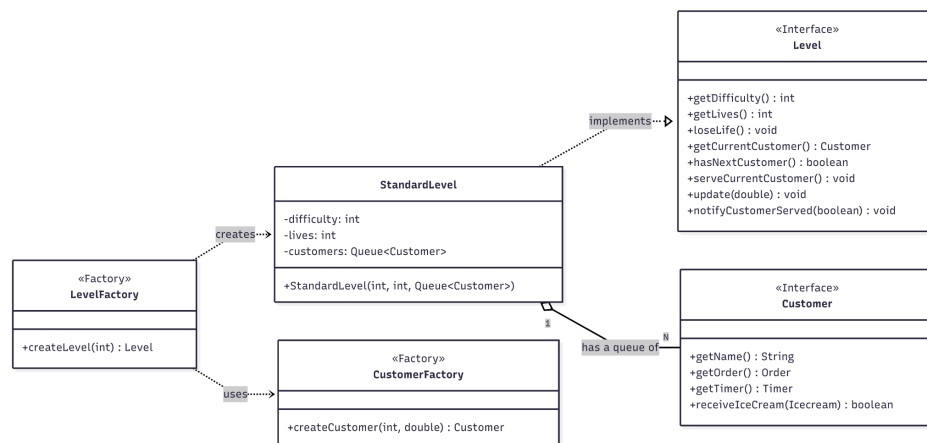 «Interface»
Level
+getDifficulty() : int
+getLives() : int
+loseLife() : void
+getCurrentCustomer() : Customer
+hasNextCustomer() : boolean
+serveCurrentCustomer() : void
+update(double) : void
+notifyCustomerServed(boolean) : void
implements
StandardLevel
-difficulty: int
-lives: int
-customers: Queue<Customer>
+StandardLevel(int, int, Queue<Customer>)
creates
«Factory»
LevelFactory
+createLevel(int) : Level
uses
1
has a queue of
N
«Interface»
Customer
+getName() : String
+getOrder() : Order
+getTimer() : Timer
+receiveIceCream(Icecream) : boolean
«Factory»
CustomerFactory
+createCustomer(int, double) : Customer